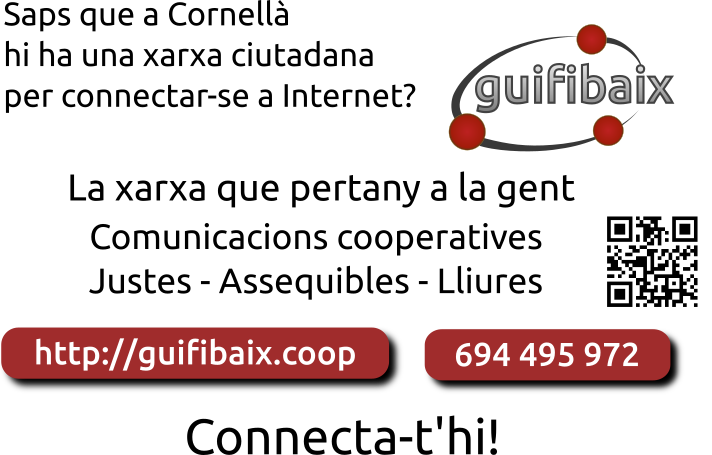 Saps que a Cornellà
hi ha una xarxa ciutadana
per connectar-se a Internet?
guifibaix
La xarxa que pertany a la gent
Comunicacions cooperatives
Justes - Assequibles - Lliures
http://guifibaix.coop
694 495 972
Connecta-t'hi!